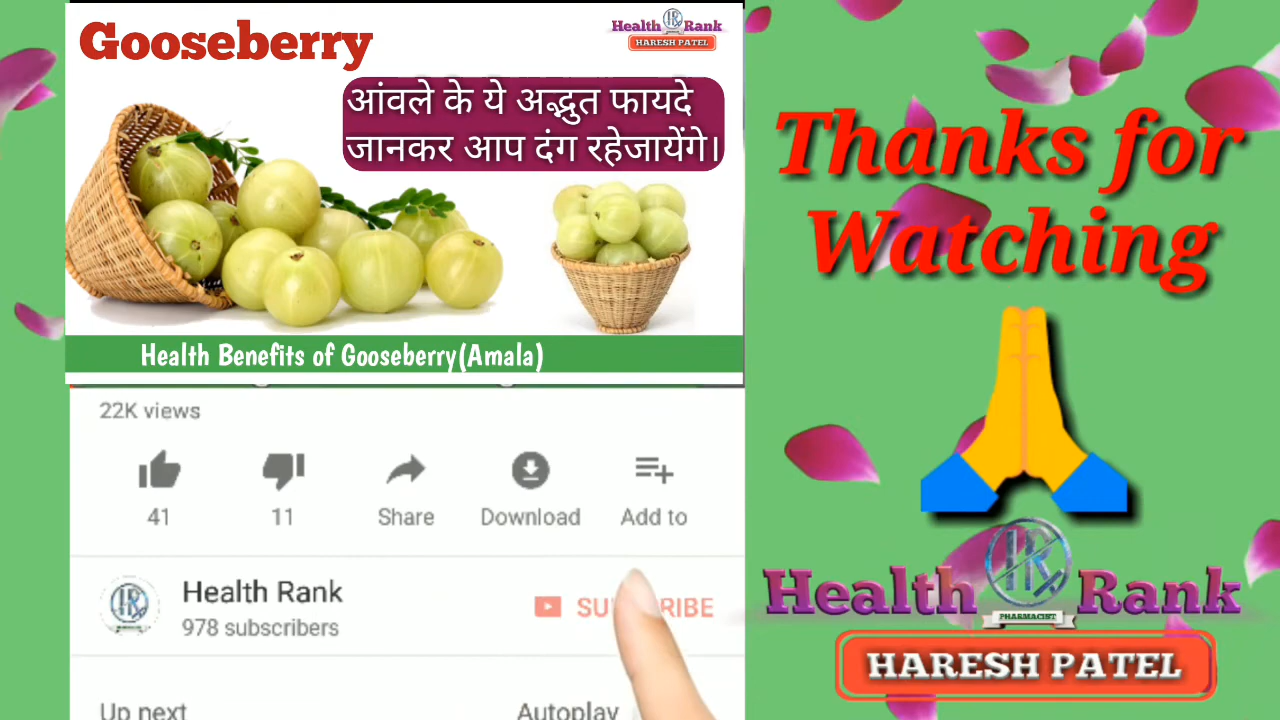 Gooseberry
Health Rank
HARESH PATEL
आंवले के ये अद्भुत फायदे
जानकर आप दंग रहेजायेंगे।
Health Benefits of Gooseberry(Amala)
22K views
41
11
Share
Download
Add to
Health Rank
978 subscribers
Up next
Autoplay
Thanks for
Watching
Health Rank
PHARMACIST
HARESH PATEL